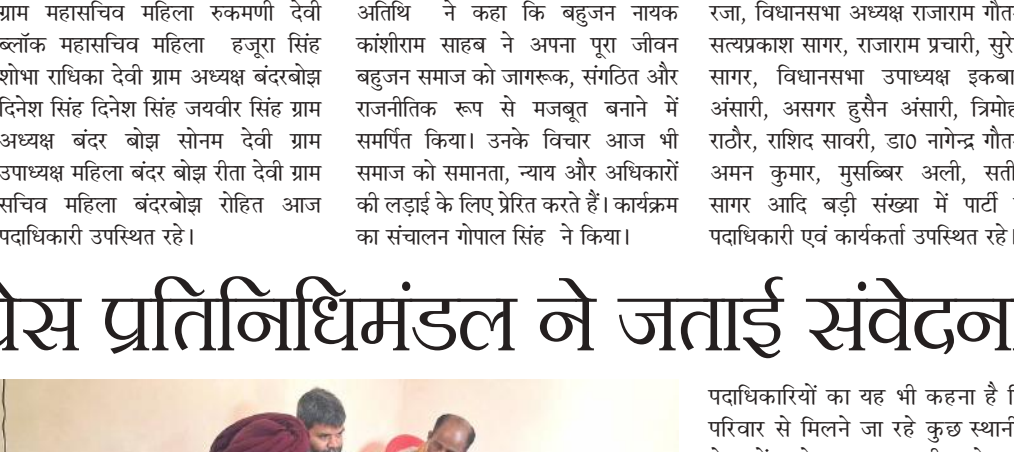 ग्राम महासचिव महिला रुकमणी देवी
ब्लॉक महासचिव महिला हजूरा सिंह
शोभा राधिका देवी ग्राम अध्यक्ष बंदरबोझ
दिनेश सिंह दिनेश सिंह जयवीर सिंह ग्राम
अध्यक्ष बंदर बोझ सोनम देवी ग्राम
उपाध्यक्ष महिला बंदर बोझ रीता देवी ग्राम
सचिव महिला बंदरबोझ रोहित आज
पदाधिकारी उपस्थित रहे।
अतिथि ने कहा कि बहुजन नायक
कांशीराम साहब ने अपना पूरा जीवन
बहुजन समाज को जागरूक, संगठित और
राजनीतिक रूप से मजबूत बनाने में
समर्पित किया। उनके विचार आज भी
समाज को समानता, न्याय और अधिकारों
की लड़ाई के लिए प्रेरित करते हैं। कार्यक्रम
का संचालन गोपाल सिंह ने किया।
रजा, विधानसभा अध्यक्ष राजाराम
सत्यप्रकाश सागर, राजाराम प्रचारी,
सागर, विधानसभा उपाध्यक्ष
अंसारी, असगर हुसैन अंसारी,
राठौर, राशिद सावरी, डा0 नागेन्द्र
अमन कुमार, मुसब्बिर अली,
सागर आदि बड़ी संख्या में पार्टी
पदाधिकारी एवं कार्यकर्ता उपस्थित रहे।
प्रतिनिधिमंडल ने जताई संवेदना
पदाधिकारियों का यह भी कहना है
परिवार से मिलने जा रहे कुछ